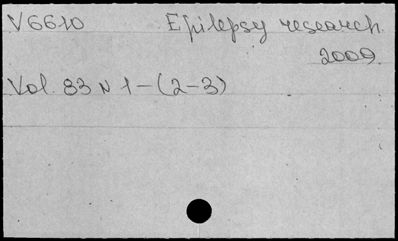 V6610 Epilepsy research.
2009.
Vol. 83 N 1-(2-3)